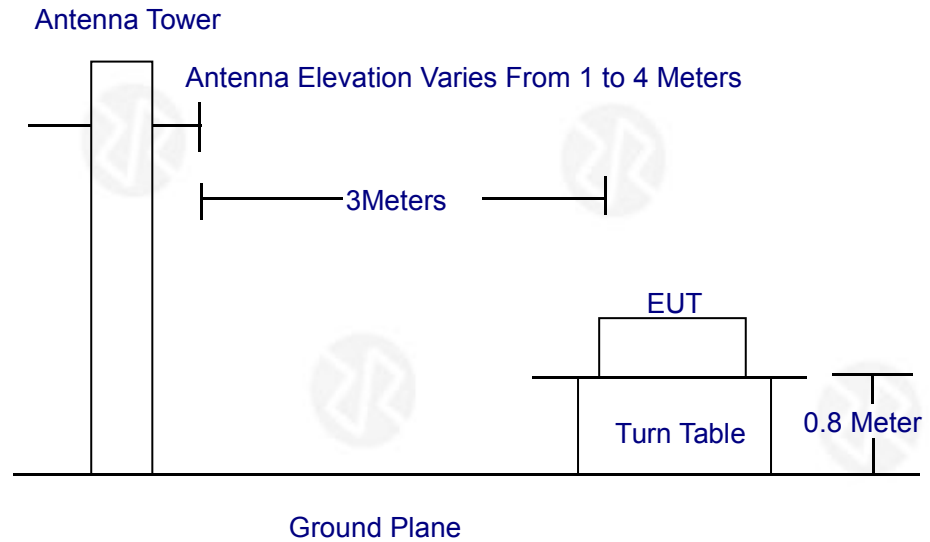 Antenna Tower
Antenna Elevation Varies From 1 to 4 Meters
3Meters
EUT
Turn Table
0.8 Meter
Ground Plane